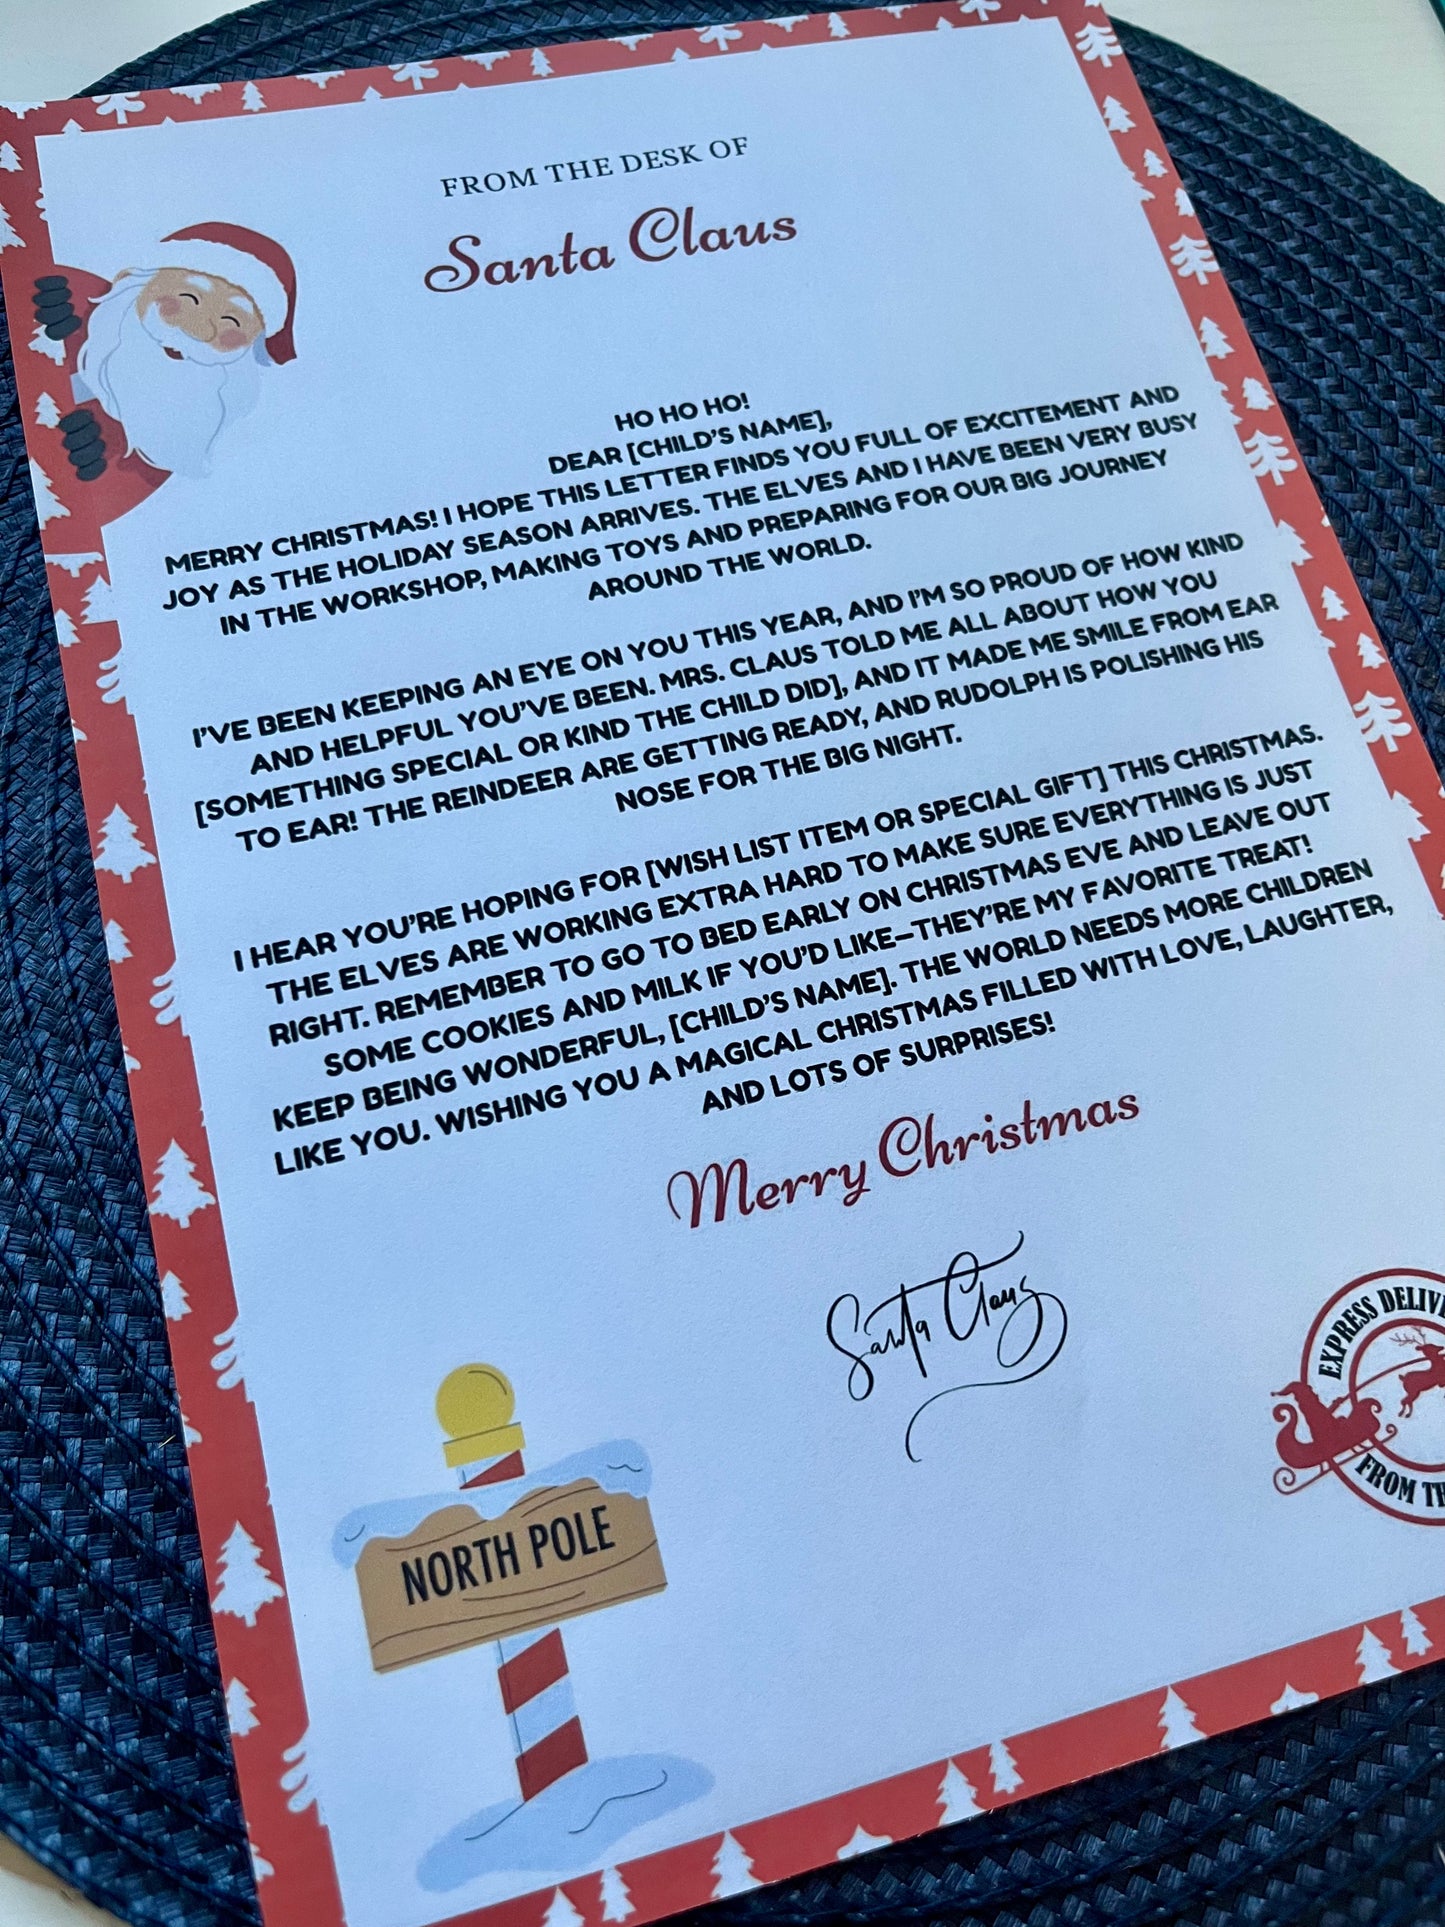 FROM THE DESK OF
Santa Claus
HO HO HO!
DEAR [CHILD'S NAME],
MERRY CHRISTMAS! I HOPE THIS LETTER FINDS YOU FULL OF EXCITEMENT AND
JOY AS THE HOLIDAY SEASON ARRIVES. THE ELVES AND I HAVE BEEN VERY BUSY
IN THE WORKSHOP, MAKING TOYS AND PREPARING FOR OUR BIG JOURNEY
AROUND THE WORLD.
I'VE BEEN KEEPING AN EYE ON YOU THIS YEAR, AND I'M SO PROUD OF HOW KIND
AND HELPFUL YOU'VE BEEN. MRS. CLAUS TOLD ME ALL ABOUT HOW YOU
[SOMETHING SPECIAL OR KIND THE CHILD DID], AND IT MADE ME SMILE FROM EAR
TO EAR! THE REINDEER ARE GETTING READY, AND RUDOLPH IS POLISHING HIS
NOSE FOR THE BIG NIGHT.
I HEAR YOU'RE HOPING FOR [WISH LIST ITEM OR SPECIAL GIFT] THIS CHRISTMAS.
THE ELVES ARE WORKING EXTRA HARD TO MAKE SURE EVERYTHING IS JUST
RIGHT. REMEMBER TO GO TO BED EARLY ON CHRISTMAS EVE AND LEAVE OUT
SOME COOKIES AND MILK IF YOU'D LIKE—THEY'RE MY FAVORITE TREAT!
KEEP BEING WONDERFUL, [CHILD'S NAME]. THE WORLD NEEDS MORE CHILDREN
LIKE YOU. WISHING YOU A MAGICAL CHRISTMAS FILLED WITH LOVE, LAUGHTER,
AND LOTS OF SURPRISES!
Merry Christmas
Santa Claus
EXPRESS DELIV
FROM TH
NORTH POLE